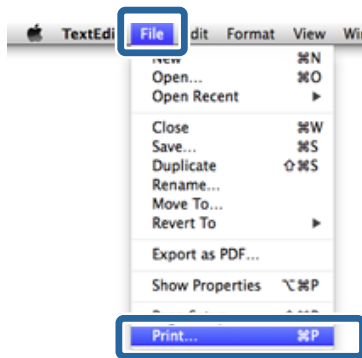 TextEdi File dit Format View Wi
New ⌘N
Open... ⌘O
Open Recent ▶
Close ⌘W
Save... ⌘S
Duplicate ⇧⌘S
Rename...
Move To...
Revert To ▶
Export as PDF...
Show Properties ⌥⌘P
Print... ⌘P